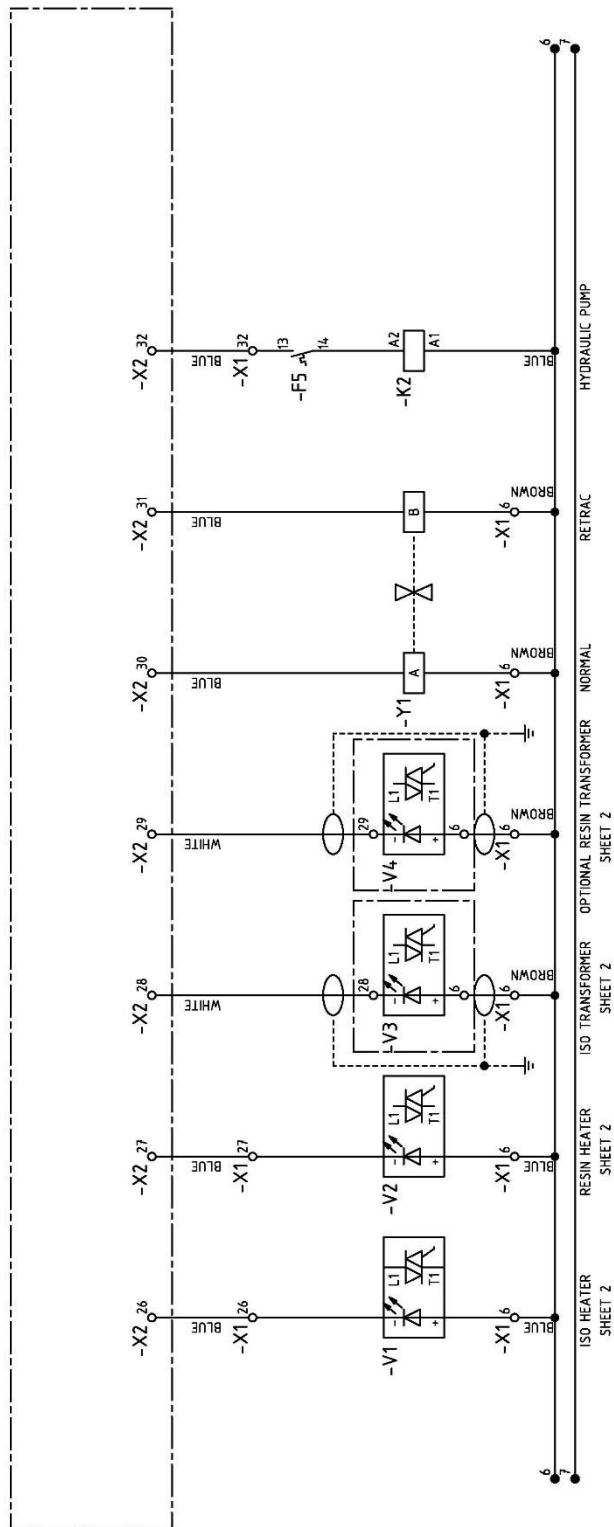 -X2 26 -X2 27 -X2 28 -X2 29 -X2 30 -X2 31 -X2 32
BLUE BLUE WHITE WHITE BLUE BLUE BLUE
-X1 26 -X1 27 -X1 32
13
-F5
14
28 29
-V1 - L1 -V2 - L1 -V3 - L1 -V4 - L1 -Y1 A B -K2 A2
+ T1 + T1 + T1 + T1 A1
6 6
-X1 6 -X1 6 -X1 6 -X1 6 -X1 6 -X1 6
BLUE BLUE BROWN BROWN BROWN BROWN BLUE
6 6
7 7
ISO HEATER RESIN HEATER ISO TRANSFORMER OPTIONAL RESIN TRANSFORMER NORMAL RETRAC HYDRAULIC PUMP
SHEET 2 SHEET 2 SHEET 2 SHEET 2